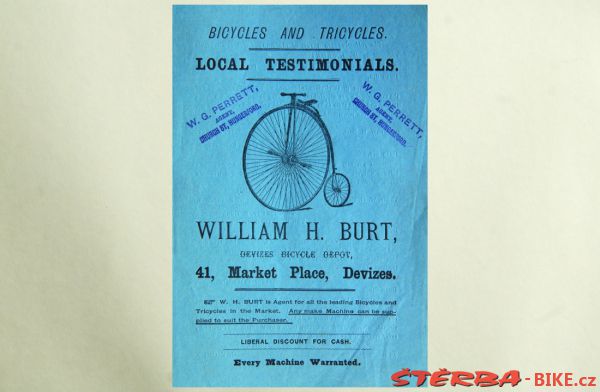 BICYCLES AND TRICYCLES.
LOCAL TESTIMONIALS.
W. G. PERRETT,
AGENT,
CHURCH ST, HUNGERFORD.
W. G. PERRETT,
AGENT,
CHURCH ST, HUNGERFORD.
WILLIAM H. BURT,
DEVIZES BICYCLE DEPOT,
41, Market Place, Devizes.
☞ W. H. BURT is Agent for all the leading Bicycles and
Tricycles in the Market. Any make Machine can be sup-
plied to suit the Purchaser.
LIBERAL DISCOUNT FOR CASH.
Every Machine Warranted.
ŠTĚRBA-BIKE.cz